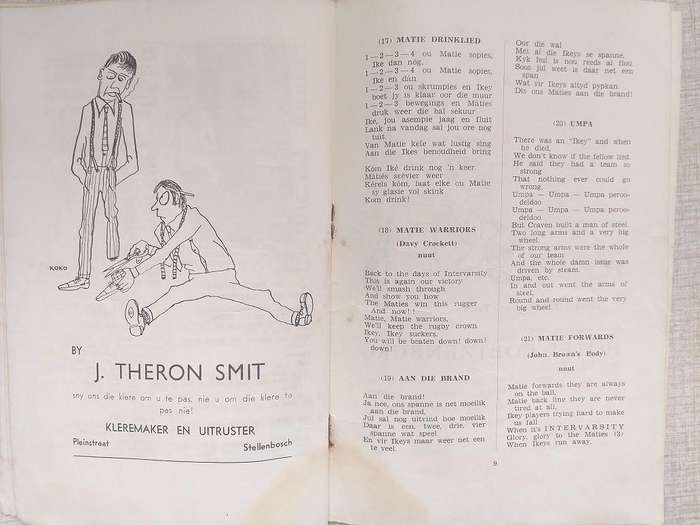 KOKO
BY
J. THERON SMIT
sny ons die klere om u te pas, nie u om die klere te
pas nie!
KLEREMAKER EN UITRUSTER
Pleinstraat
Stellenbosch
(17) MATIE DRINKLIED
1—2—3—4 ou Matie sopies,
Iké dan nóg,
1—2—3—4 ou Matie sopies,
Ike en dán
1—2—3 ou skrumpies en Ikey
boet jy is klaar oor die muur
1—2—3 bewegings en Maties
druk weer die bal sekuur
Ikè, jou asempie jaag en fluit
Lank na vandag sal jou ore nog
tuit.
Van Matie kele wat lustig sing
Aan die Ikes benoudheid bring
Kom Iké drink nog 'n keer
Maties scévier weer
Kêrels kóm, laat elke ou Matie
sy glasie vol skink
Kom drink!
(18) MATIE WARRIORS
(Davy Crockett)
nuut
Back to the days of Intervarsity
This is again our victory
We'll smash through
And show you how
The Maties win this rugger
And now!!
Matie, Matie warriors,
We'll keep the rugby crown
Ikey, Ikey suckers,
You will be beaten down! down!
down!
(19) AAN DIE BRAND
Aan die brand!
Ja nee, ons spanne is net moeilik
aan die brand,
Jul sal nog uitvind hoe moeilik
Daar is een, twee, drie, vier
spanne wat speel
En vir Ikeys maar weer net een
te veel.
Oor die wal
Met al die Ikeys se spanne,
Kyk hul is nou reeds al flou,
Soos jul weet is daar net een
span
Wat vir Ikeys altyd pypkan
Dis ons Maties aan die brand!
(20) UMPA
There was an "Ikey" and when
he died,
We don't know if the fellow lied.
He said they had a team so
strong
That nothing ever could go
wrong.
Umpa — Umpa — Umpa peroo-
deldoo
Umpa — Umpa — Umpa peroo-
deldoo.
But Craven built a man of steel.
Two long arms and a very big
wheel.
The strong arms were the whole
of our team
And the whole damn issue was
driven by steam.
Umpa, etc.
In and out went the arms of
steel,
Round and round went the very
big wheel.
(21) MATIE FORWARDS
(John Brown's Body)
nuut
Matie forwards they are always
on the ball,
Matie back line they are never
tired at all,
Ikey players trying hard to make
us fall
When it's INTERVARSITY
Glory, glory to the Maties (3)
When Ikeys run away.
9